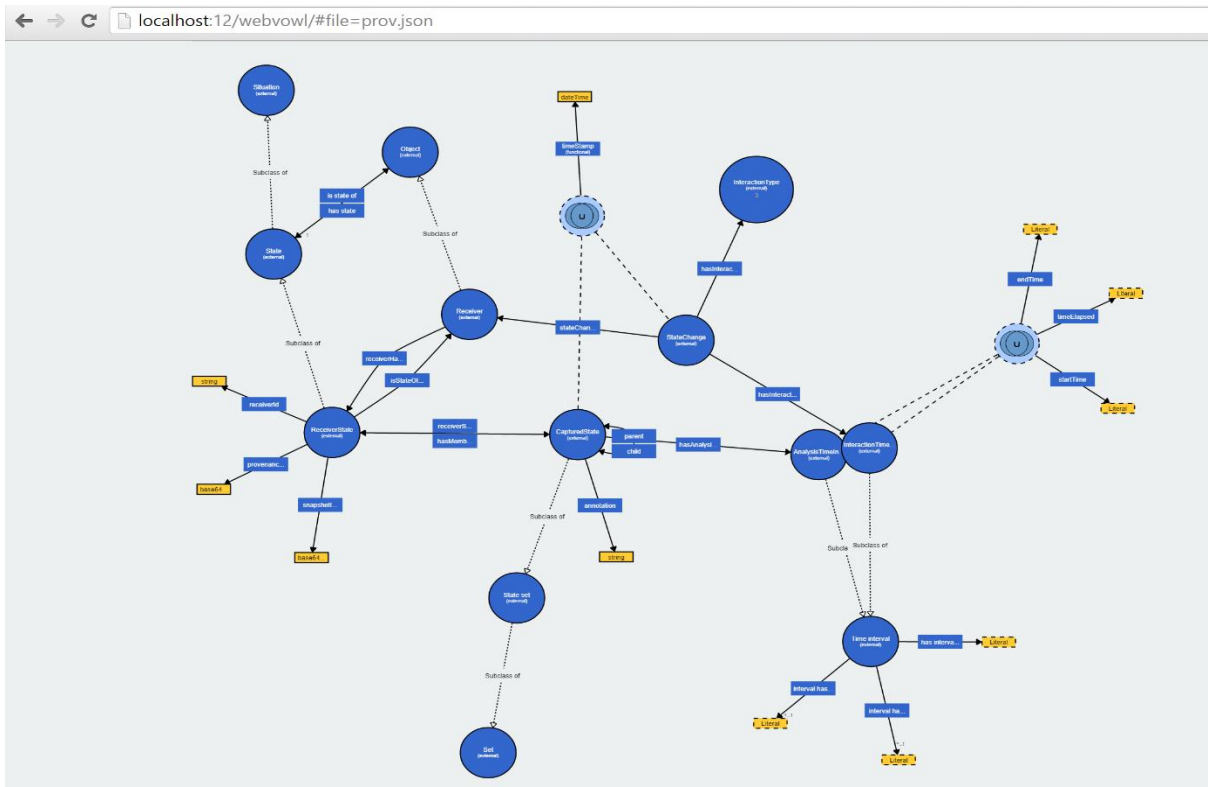 localhost:12/webvowl/#file=prov.json
Situation
(external)
dateTime
timeStamp
(functional)
Object
(external)
Subclass of
InteractionType
(external)
is state of
has state
U
Subclass of
Literal
State
(external)
hasInterac...
endTime
Literal
Receiver
(external)
timeElapsed
stateChan...
StateChange
(external)
U
Subclass of
receiverHa...
startTime
string
isStateOf...
hasInteract...
receiverId
Literal
ReceiverState
(external)
receiverS...
hasMemb...
CapturedState
(external)
parent
child
hasAnalysi...
AnalysisTimeIn
(external)
InteractionTime
(external)
provenanc...
base64...
snapshott...
annotation
Subclass of
Subcla
Subclass of
base64...
string
State set
(external)
Time interval
(external)
has interva...
Literal
Subclass of
interval has...
interval ha...
Literal
Set
(external)
Literal